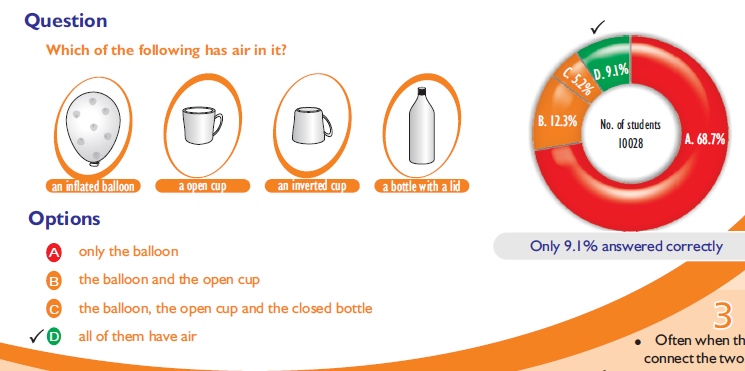 Question
Which of the following has air in it?
an inflated balloon
a open cup
an inverted cup
a bottle with a lid
Options
A only the balloon
B the balloon and the open cup
C the balloon, the open cup and the closed bottle
D all of them have air
D. 9.1%
C. 5.2%
B. 12.3%
A. 68.7%
No. of students
10028
Only 9.1% answered correctly
3
• Often when th
connect the two